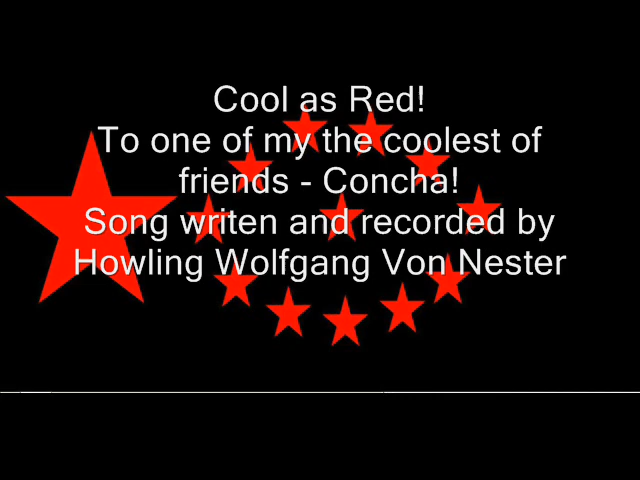 Cool as Red!
To one of my the coolest of
friends - Concha!
Song writen and recorded by
Howling Wolfgang Von Nester